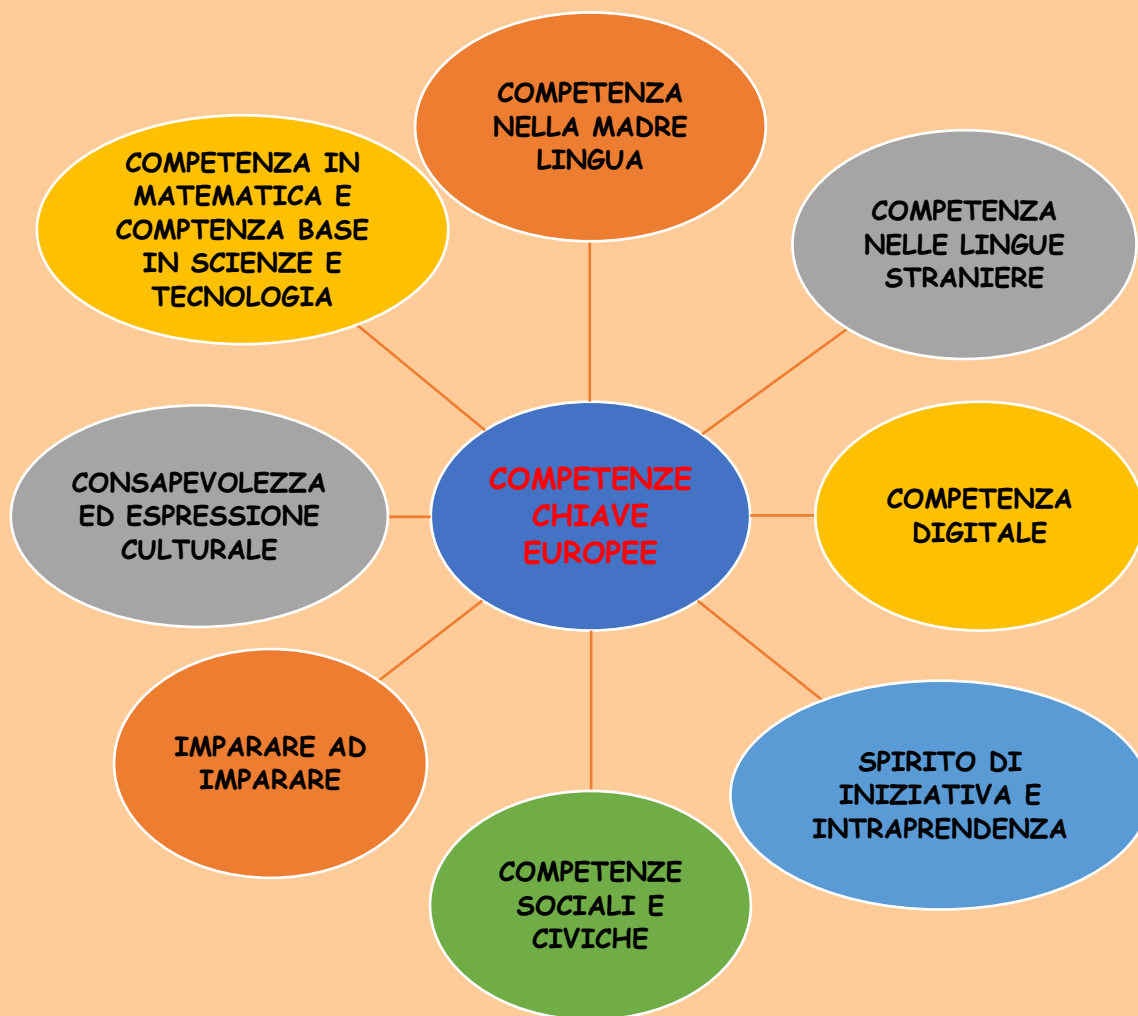 COMPETENZA
NELLA MADRE
LINGUA
COMPETENZA IN
MATEMATICA E
COMPTENZA BASE
IN SCIENZE E
TECNOLOGIA
COMPETENZA
NELLE LINGUE
STRANIERE
CONSAPEVOLEZZA
ED ESPRESSIONE
CULTURALE
COMPETENZE
CHIAVE
EUROPEE
COMPETENZA
DIGITALE
IMPARARE AD
IMPARARE
SPIRITO DI
INIZIATIVA E
INTRAPRENDENZA
COMPETENZE
SOCIALI E
CIVICHE